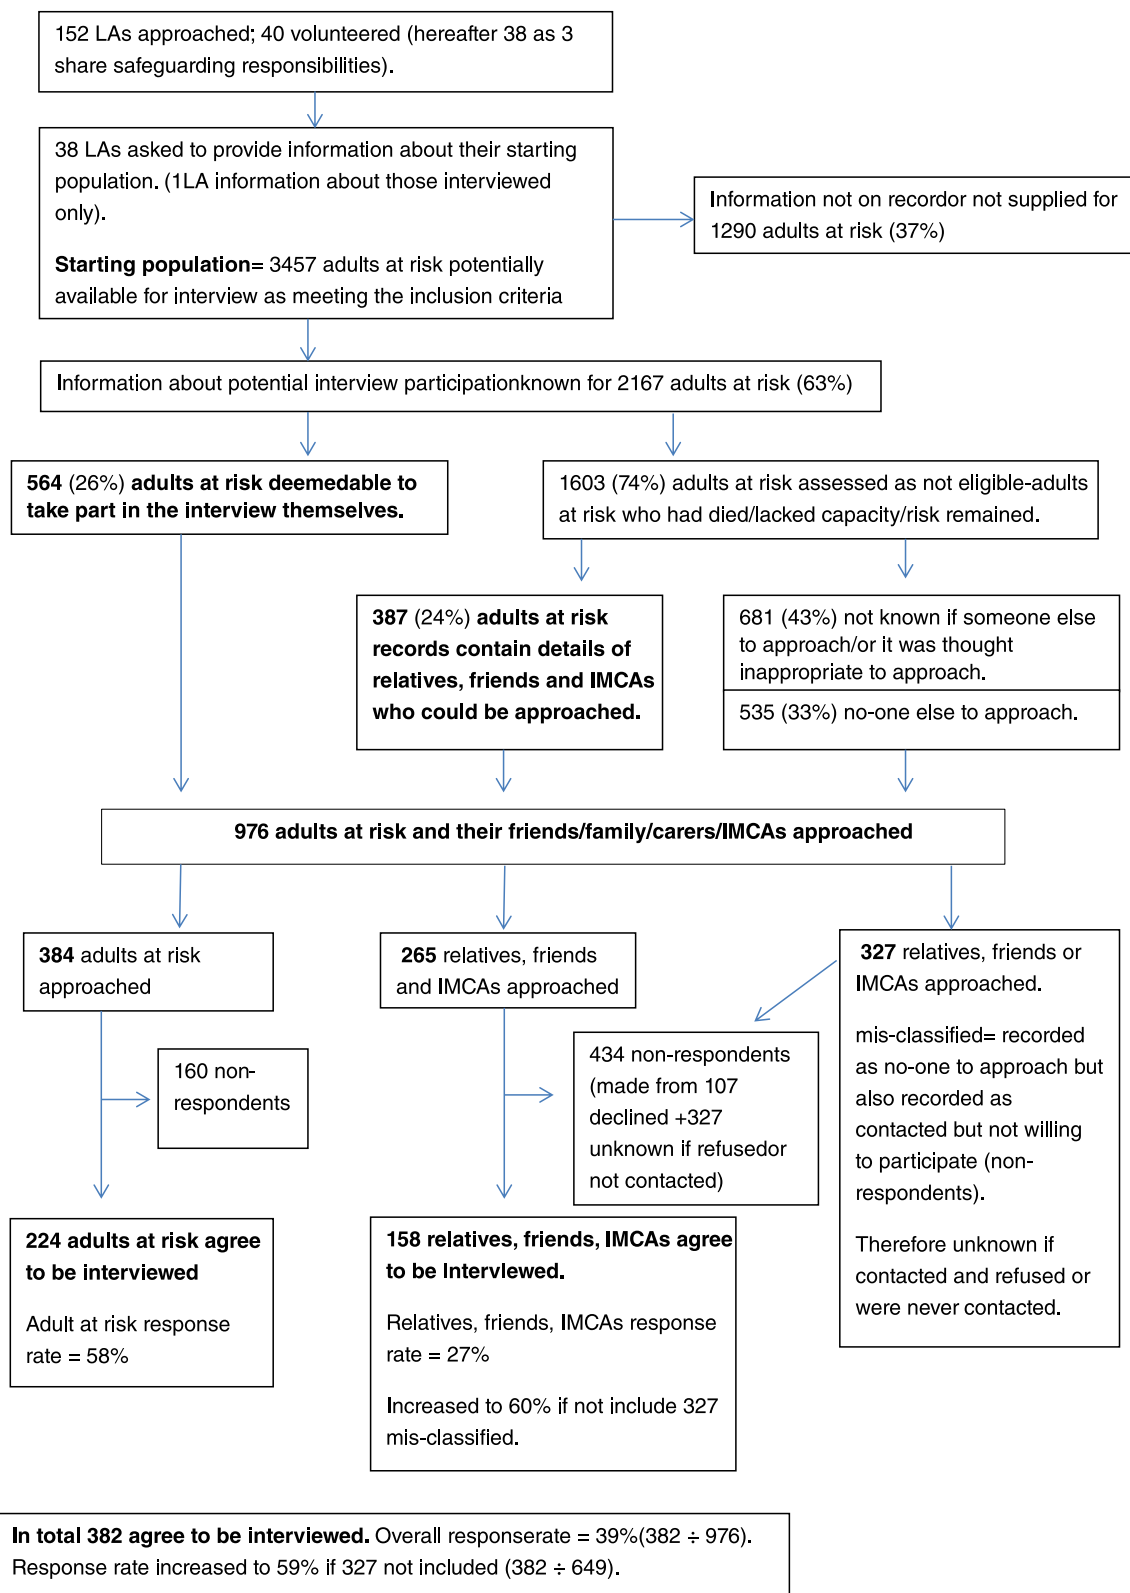 152 LAs approached; 40 volunteered (hereafter 38 as 3
share safeguarding responsibilities).
38 LAs asked to provide information about their starting
population. (1LA information about those interviewed
only).
Starting population= 3457 adults at risk potentially
available for interview as meeting the inclusion criteria
Information not on recordor not supplied for
1290 adults at risk (37%)
Information about potential interview participationknown for 2167 adults at risk (63%)
564 (26%) adults at risk deemedable to
take part in the interview themselves.
1603 (74%) adults at risk assessed as not eligible-adults
at risk who had died/lacked capacity/risk remained.
387 (24%) adults at risk
records contain details of
relatives, friends and IMCAs
who could be approached.
681 (43%) not known if someone else
to approach/or it was thought
inappropriate to approach.
535 (33%) no-one else to approach.
976 adults at risk and their friends/family/carers/IMCAs approached
384 adults at risk
approached
265 relatives, friends
and IMCAs approached
327 relatives, friends or
IMCAs approached.
mis-classified= recorded
as no-one to approach but
also recorded as
contacted but not willing
to participate (non-
respondents).
Therefore unknown if
contacted and refused or
were never contacted.
160 non-
respondents
434 non-respondents
(made from 107
declined +327
unknown if refusedor
not contacted)
224 adults at risk agree
to be interviewed
Adult at risk response
rate = 58%
158 relatives, friends, IMCAs agree
to be Intervlewed.
Relatives, friends, IMCAs response
rate = 27%
Increased to 60% if not include 327
mis-classified.
In total 382 agree to be interviewed. Overall responserate = 39%(382 ÷ 976).
Response rate increased to 59% if 327 not included (382 ÷ 649).